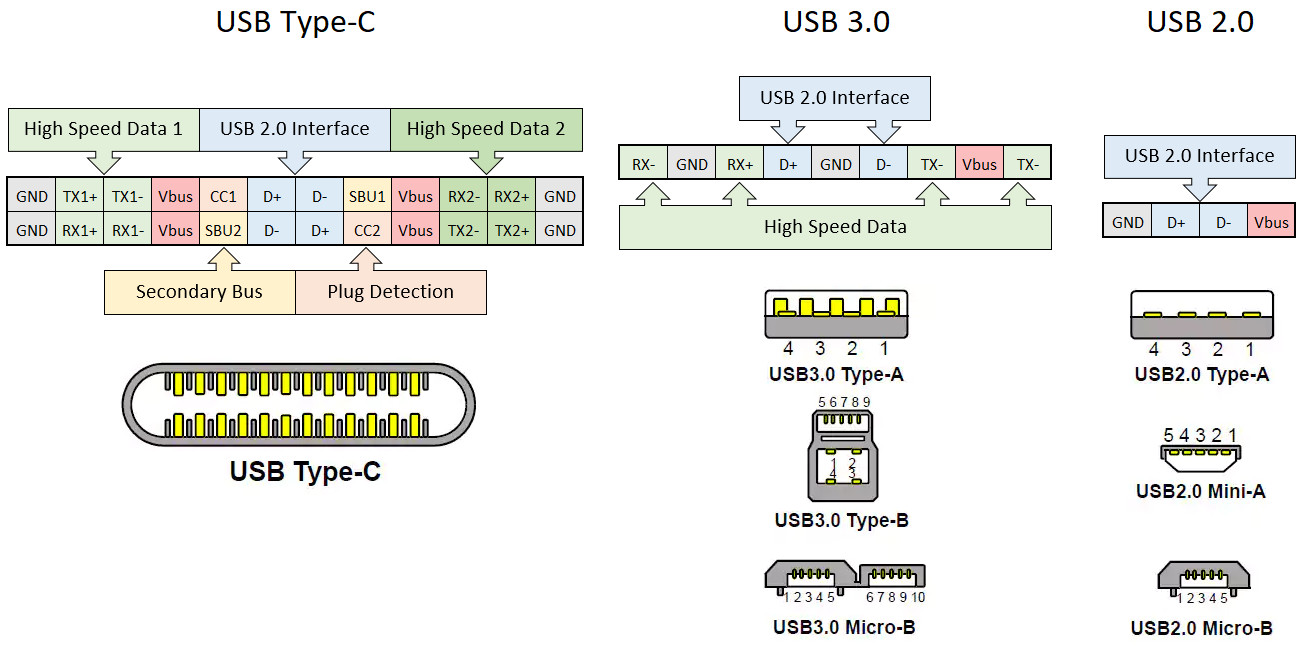 USB Type-C
USB 3.0
USB 2.0
High Speed Data 1
USB 2.0 Interface
High Speed Data 2
GND TX1+ TX1- Vbus CC1 D+ D- SBU1 Vbus RX2- RX2+ GND
GND RX1+ RX1- Vbus SBU2 D- D+ CC2 Vbus TX2- TX2+ GND
Secondary Bus
Plug Detection
USB Type-C
USB 2.0 Interface
RX- GND RX+ D+ GND D- TX- Vbus TX-
High Speed Data
4 3 2 1
USB3.0 Type-A
5 6 7 8 9
1 2
4 3
USB3.0 Type-B
1 2 3 4 5 6 7 8 9 10
USB3.0 Micro-B
USB 2.0 Interface
GND D+ D- Vbus
4 3 2 1
USB2.0 Type-A
5 4 3 2 1
USB2.0 Mini-A
1 2 3 4 5
USB2.0 Micro-B